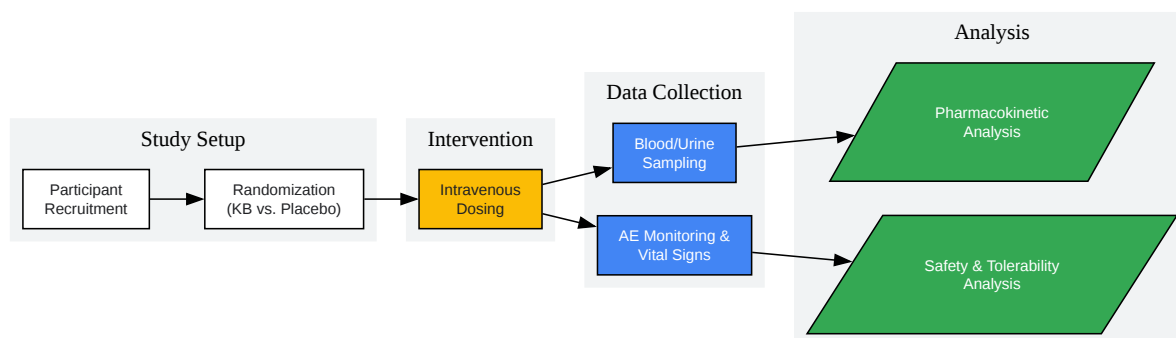 Study Setup
Participant
Recruitment
Randomization
(KB vs. Placebo)
Intervention
Intravenous
Dosing
Data Collection
Blood/Urine
Sampling
AE Monitoring &
Vital Signs
Analysis
Pharmacokinetic
Analysis
Safety & Tolerability
Analysis